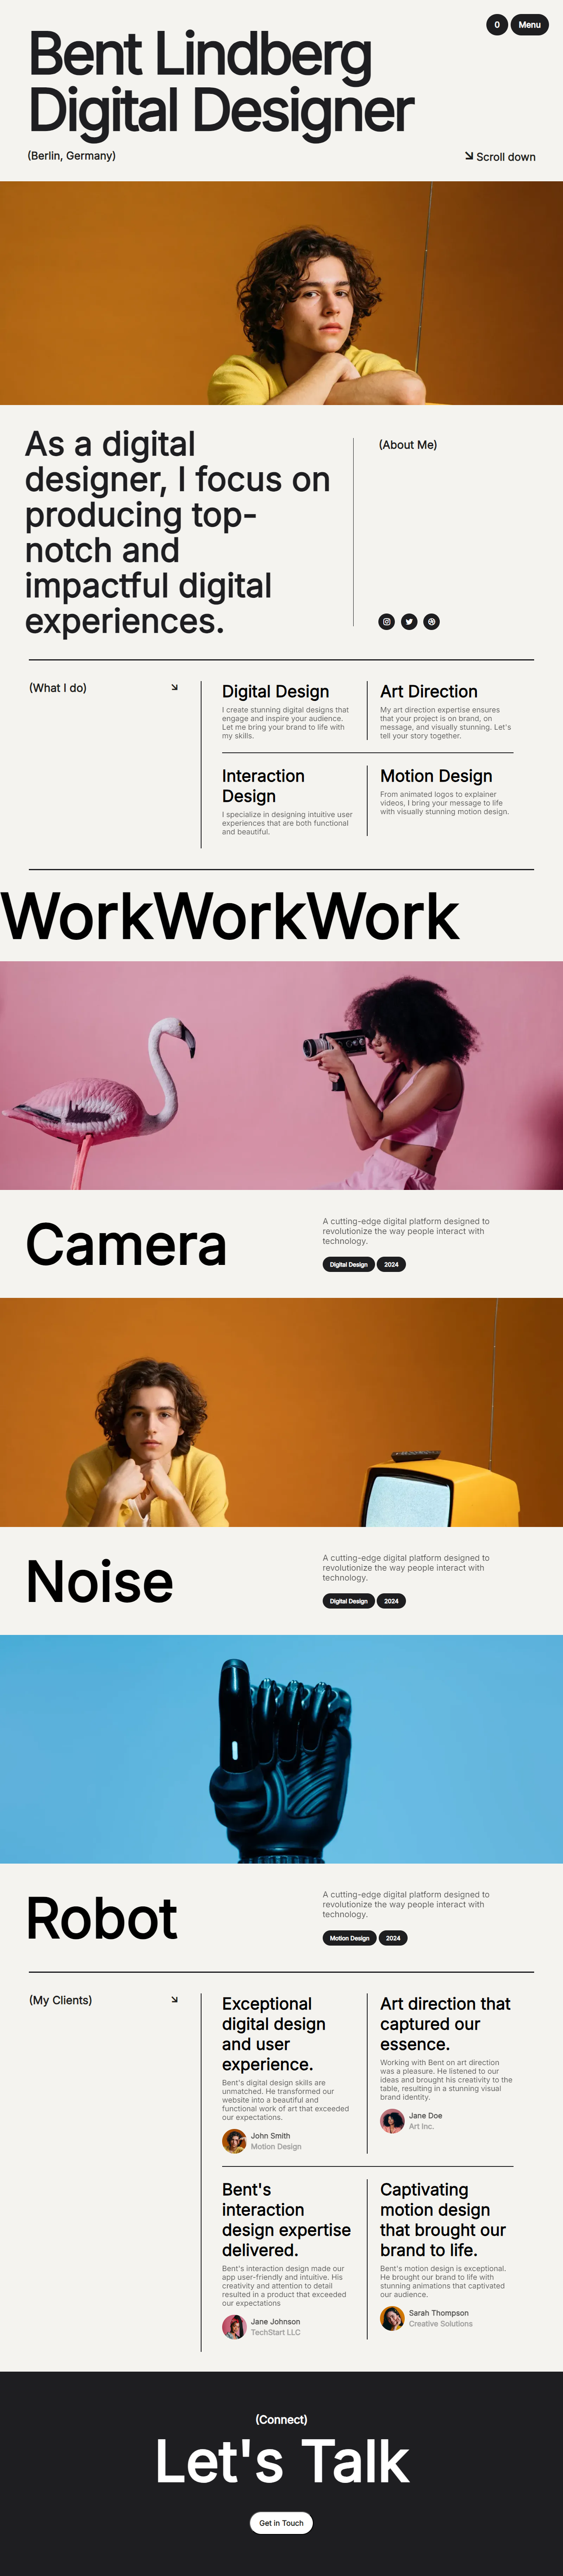 0
Menu
Bent Lindberg
Digital Designer
(Berlin, Germany)
Scroll down
As a digital
designer, I focus on
producing top-
notch and
impactful digital
experiences.
(About Me)
(What I do)
Digital Design
I create stunning digital designs that
engage and inspire your audience.
Let me bring your brand to life with
my skills.
Art Direction
My art direction expertise ensures
that your project is on brand, on
message, and visually stunning. Let's
tell your story together.
Interaction
Design
I specialize in designing intuitive user
experiences that are both functional
and beautiful.
Motion Design
From animated logos to explainer
videos, I bring your message to life
with visually stunning motion design.
WorkWorkWork
Camera
A cutting-edge digital platform designed to
revolutionize the way people interact with
technology.
Digital Design
2024
Noise
A cutting-edge digital platform designed to
revolutionize the way people interact with
technology.
Digital Design
2024
Robot
A cutting-edge digital platform designed to
revolutionize the way people interact with
technology.
Motion Design
2024
(My Clients)
Exceptional
digital design
and user
experience.
Bent's digital design skills are
unmatched. He transformed our
website into a beautiful and
functional work of art that exceeded
our expectations.
John Smith
Motion Design
Art direction that
captured our
essence.
Working with Bent on art direction
was a pleasure. He listened to our
ideas and brought his creativity to the
table, resulting in a stunning visual
brand identity.
Jane Doe
Art Inc.
Bent's
interaction
design expertise
delivered.
Bent's interaction design made our
app user-friendly and intuitive. His
creativity and attention to detail
resulted in a product that exceeded
our expectations
Jane Johnson
TechStart LLC
Captivating
motion design
that brought our
brand to life.
Bent's motion design is exceptional.
He brought our brand to life with
stunning animations that captivated
our audience.
Sarah Thompson
Creative Solutions
(Connect)
Let's Talk
Get in Touch